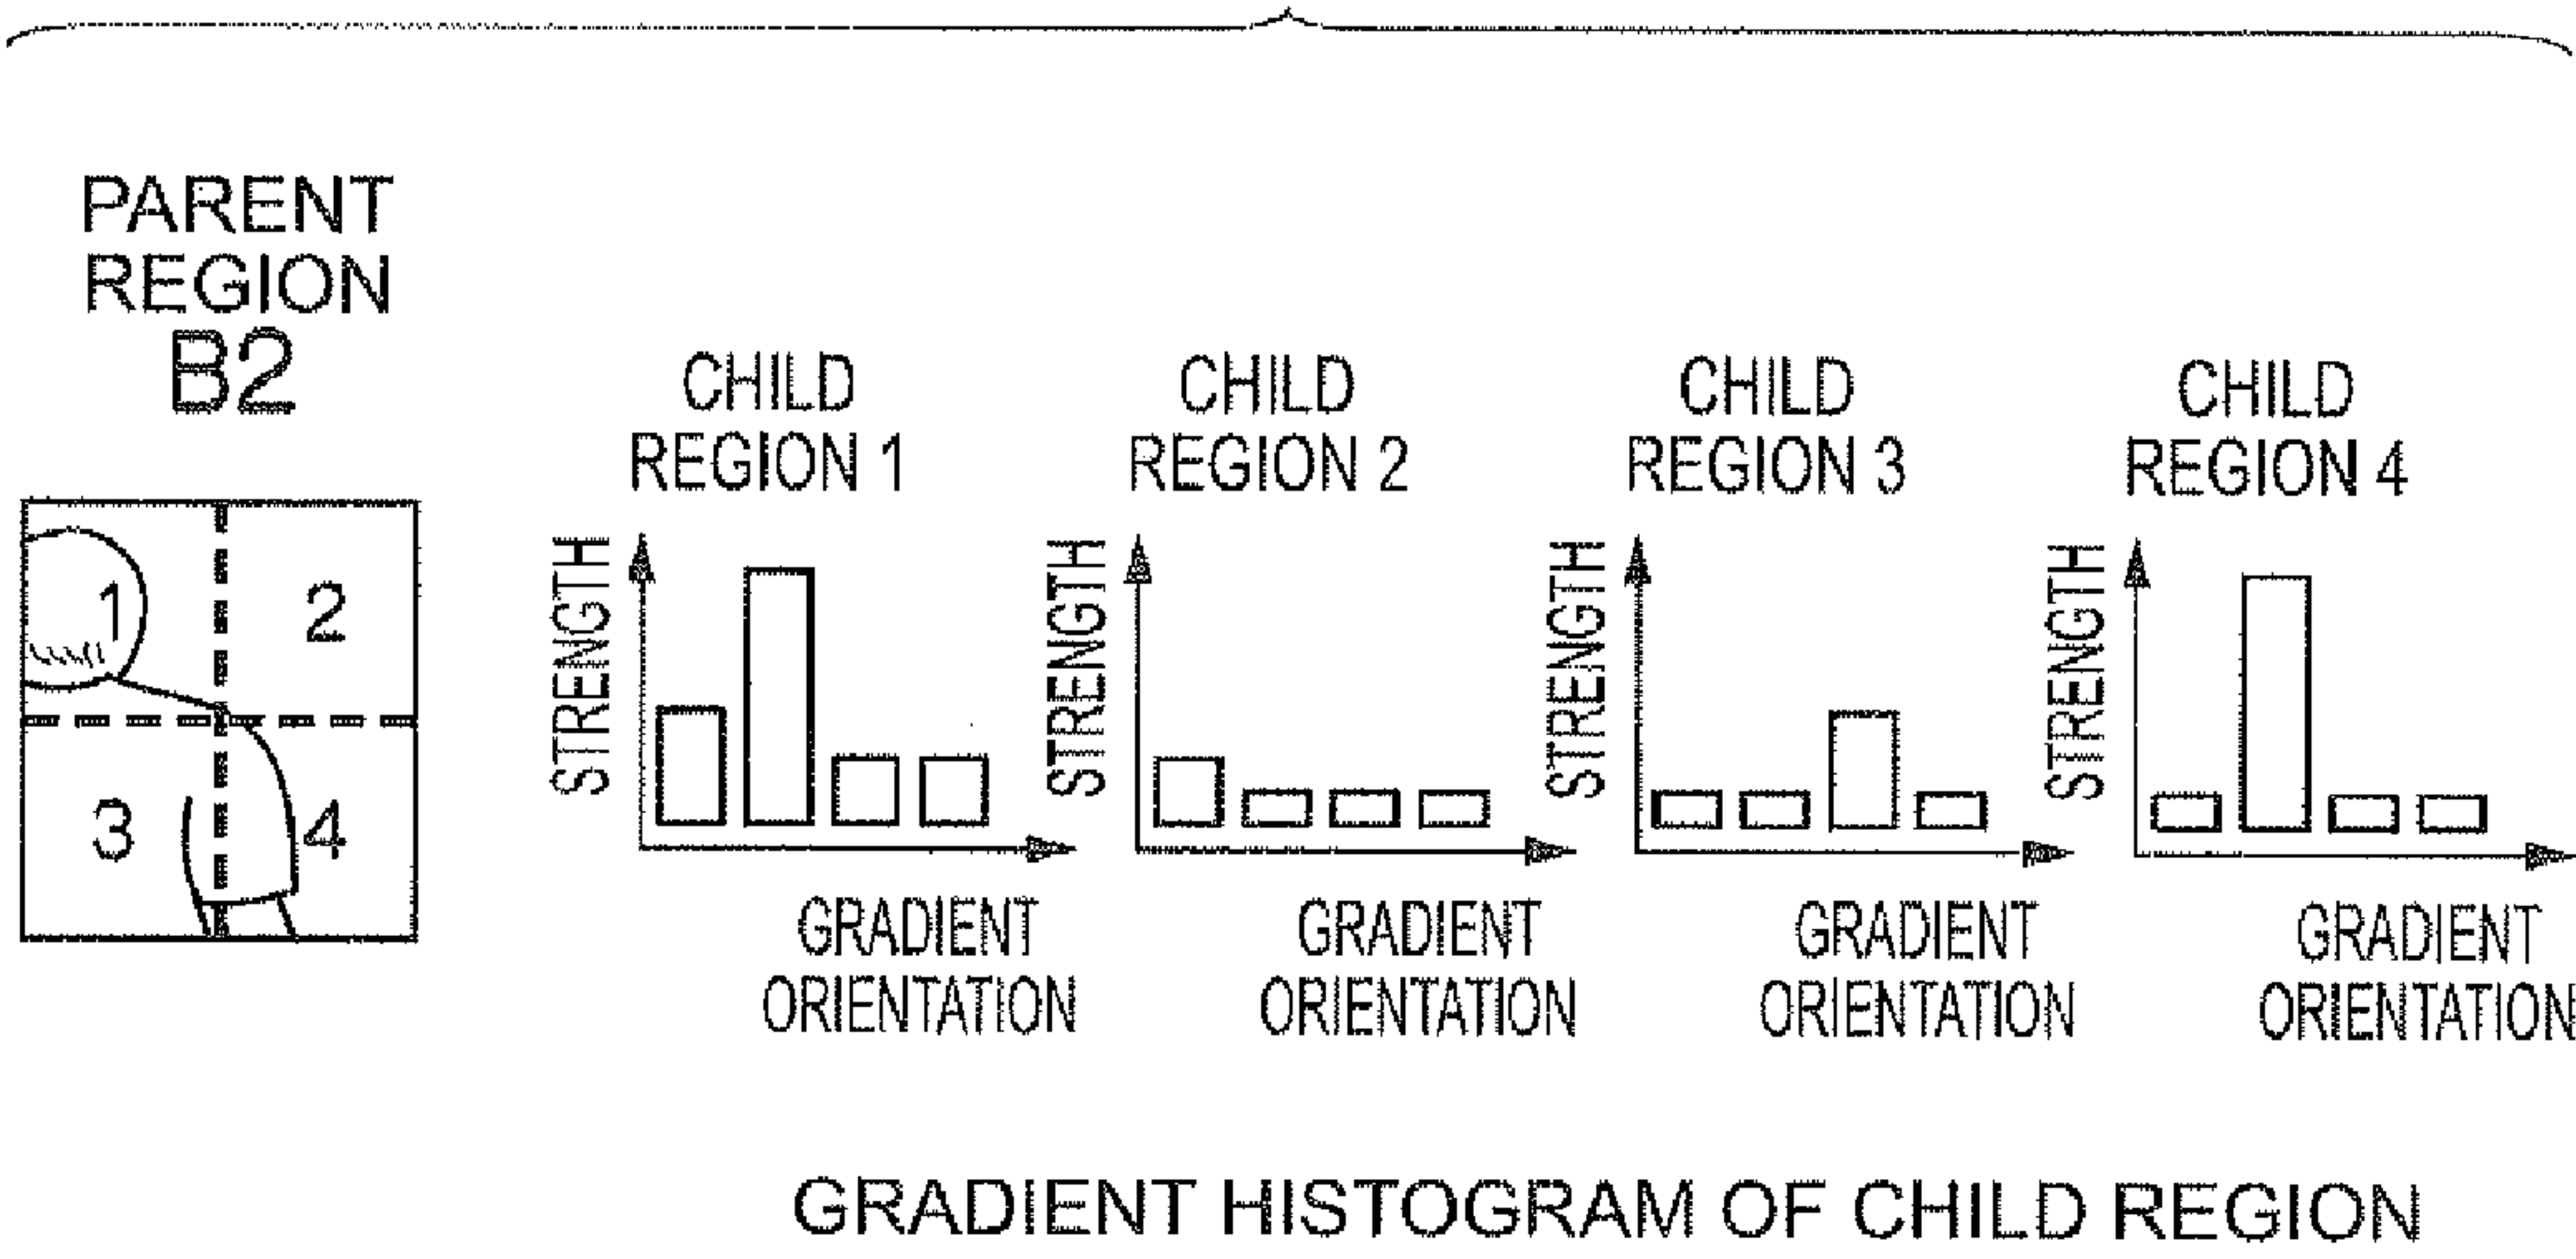 PARENT
REGION
B2
1
2
3
4
CHILD
REGION 1
STRENGTH
GRADIENT
ORIENTATION
CHILD
REGION 2
STRENGTH
GRADIENT
ORIENTATION
CHILD
REGION 3
STRENGTH
GRADIENT
ORIENTATION
CHILD
REGION 4
STRENGTH
GRADIENT
ORIENTATION
GRADIENT HISTOGRAM OF CHILD REGION